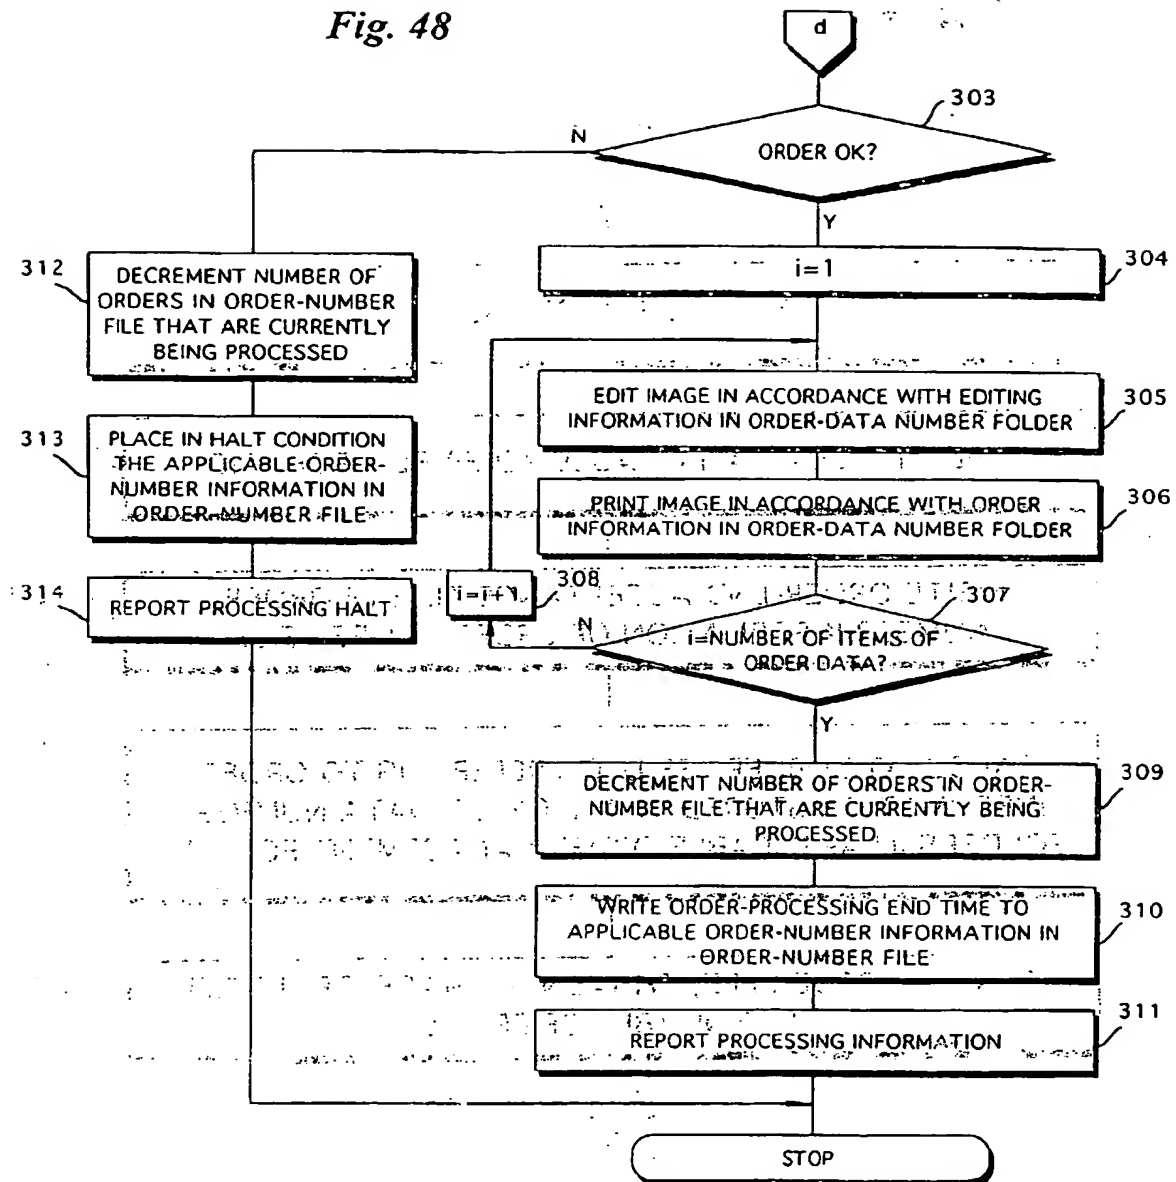 Fig. 48
d
303
ORDER OK?
N
Y
304
i=1
312
DECREMENT NUMBER OF
ORDERS IN ORDER-NUMBER
FILE THAT ARE CURRENTLY
BEING PROCESSED
305
EDIT IMAGE IN ACCORDANCE WITH EDITING
INFORMATION IN ORDER-DATA NUMBER FOLDER
313
PLACE IN HALT CONDITION
THE APPLICABLE ORDER-
NUMBER INFORMATION IN
ORDER-NUMBER FILE
306
PRINT IMAGE IN ACCORDANCE WITH ORDER
INFORMATION IN ORDER-DATA NUMBER FOLDER
314
REPORT PROCESSING HALT
308
i=i+1
307
i=NUMBER OF ITEMS OF
ORDER DATA?
N
Y
309
DECREMENT NUMBER OF ORDERS IN ORDER-
NUMBER FILE THAT ARE CURRENTLY BEING
PROCESSED
310
WRITE ORDER-PROCESSING END TIME TO
APPLICABLE ORDER-NUMBER INFORMATION IN
ORDER-NUMBER FILE
311
REPORT PROCESSING INFORMATION
STOP